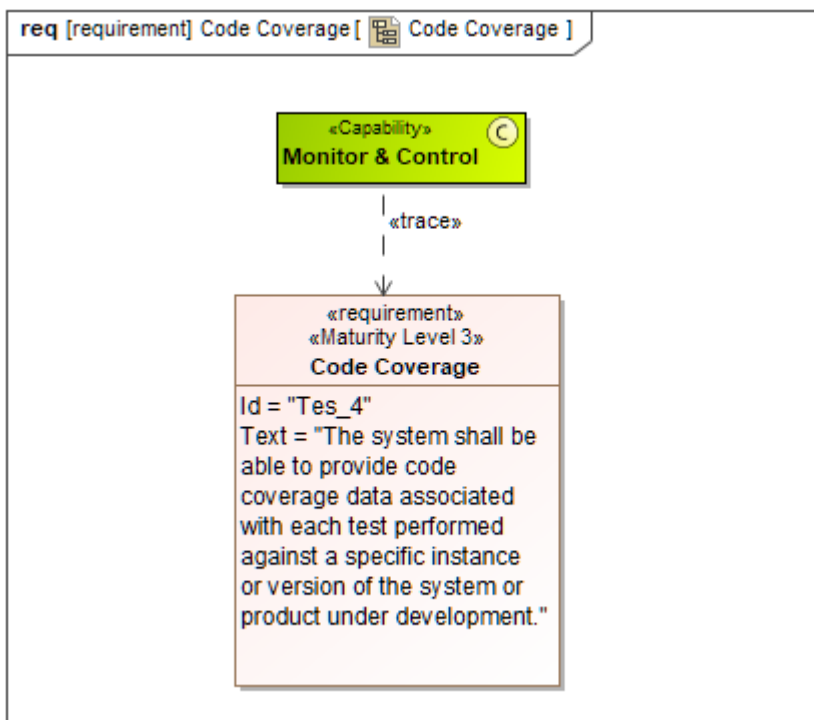 req [requirement] Code Coverage [ Code Coverage ]
«Capability»
C
Monitor & Control
«trace»
«requirement»
«Maturity Level 3»
Code Coverage
Id = "Tes_4"
Text = "The system shall be
able to provide code
coverage data associated
with each test performed
against a specific instance
or version of the system or
product under development."